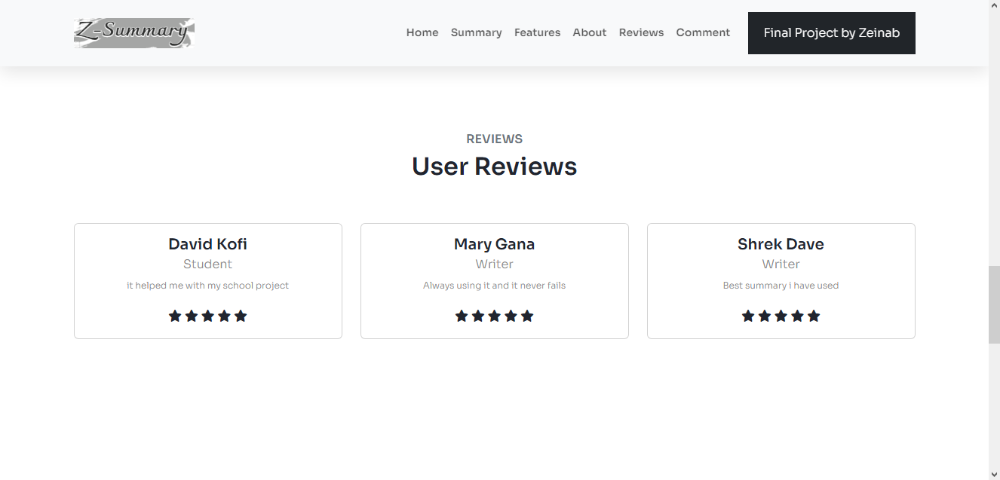 Z-Summary
Home Summary Features About Reviews Comment Final Project by Zeinab
REVIEWS
User Reviews
David Kofi
Student
it helped me with my school project
Mary Gana
Writer
Always using it and it never fails
Shrek Dave
Writer
Best summary i have used